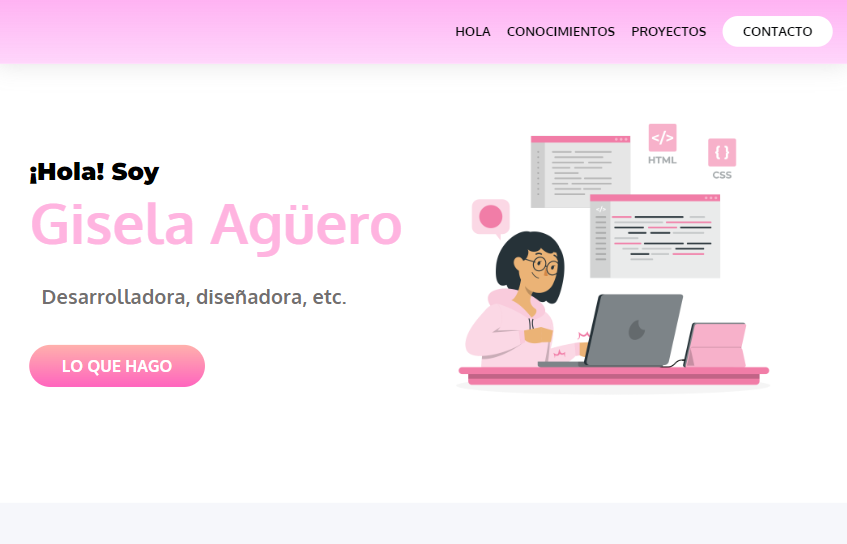 HOLA CONOCIMIENTOS PROYECTOS CONTACTO
</>
HTML
{ }
CSS
¡Hola! Soy
Gisela Agüero
Desarrolladora, diseñadora, etc.
LO QUE HAGO